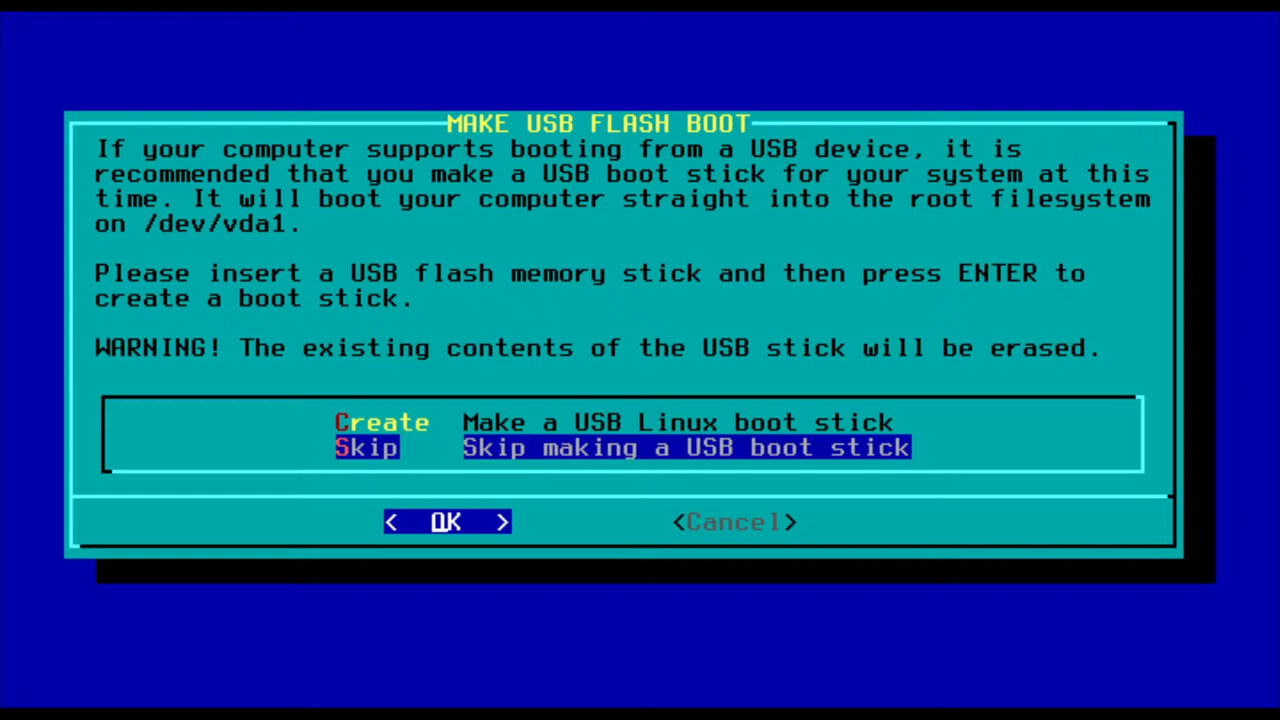 MAKE USB FLASH BOOT
If your computer supports booting from a USB device, it is
recommended that you make a USB boot stick for your system at this
time. It will boot your computer straight into the root filesystem
on /dev/vda1.
Please insert a USB flash memory stick and then press ENTER to
create a boot stick.
WARNING! The existing contents of the USB stick will be erased.
Create Make a USB Linux boot stick
Skip Skip making a USB boot stick
< OK > <Cancel>